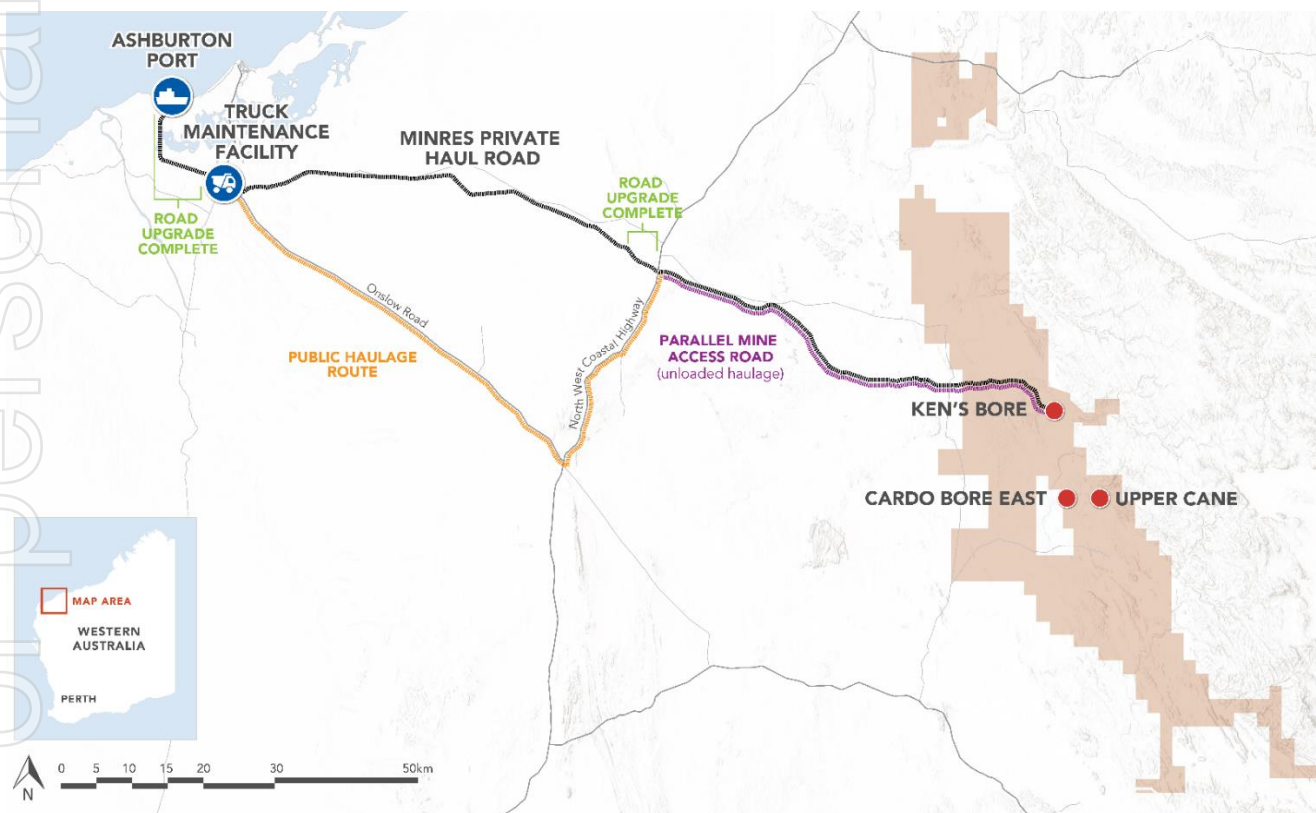 ASHBURTON
PORT
TRUCK
MAINTENANCE
FACILITY
MINRES PRIVATE
HAUL ROAD
ROAD
UPGRADE
COMPLETE
ROAD
UPGRADE
COMPLETE
Onslow Road
North West Coastal Highway
PUBLIC HAULAGE
ROUTE
PARALLEL MINE
ACCESS ROAD
(unloaded haulage)
KEN'S BORE
CARDO BORE EAST
UPPER CANE
MAP AREA
WESTERN
AUSTRALIA
PERTH
N
0 5 10 15 20 30 50km